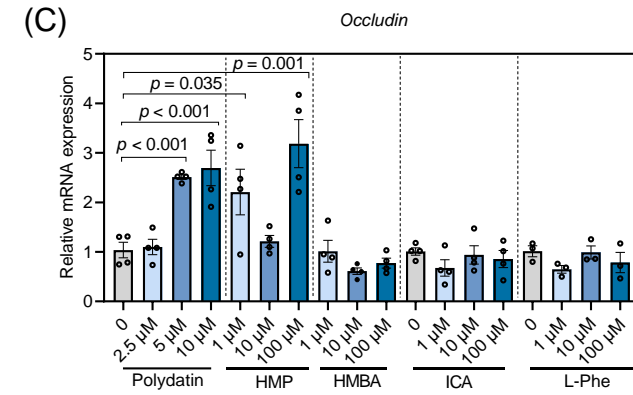 (C)
Occludin
Relative mRNA expression
5
4
3
2
1
0
p = 0.001
p = 0.035
p < 0.001
p < 0.001
0
2.5 μM
5 μM
10 μM
1 μM
10 μM
100 μM
1 μM
10 μM
100 μM
0
1 μM
10 μM
100 μM
0
1 μM
10 μM
100 μM
Polydatin
HMP
HMBA
ICA
L-Phe